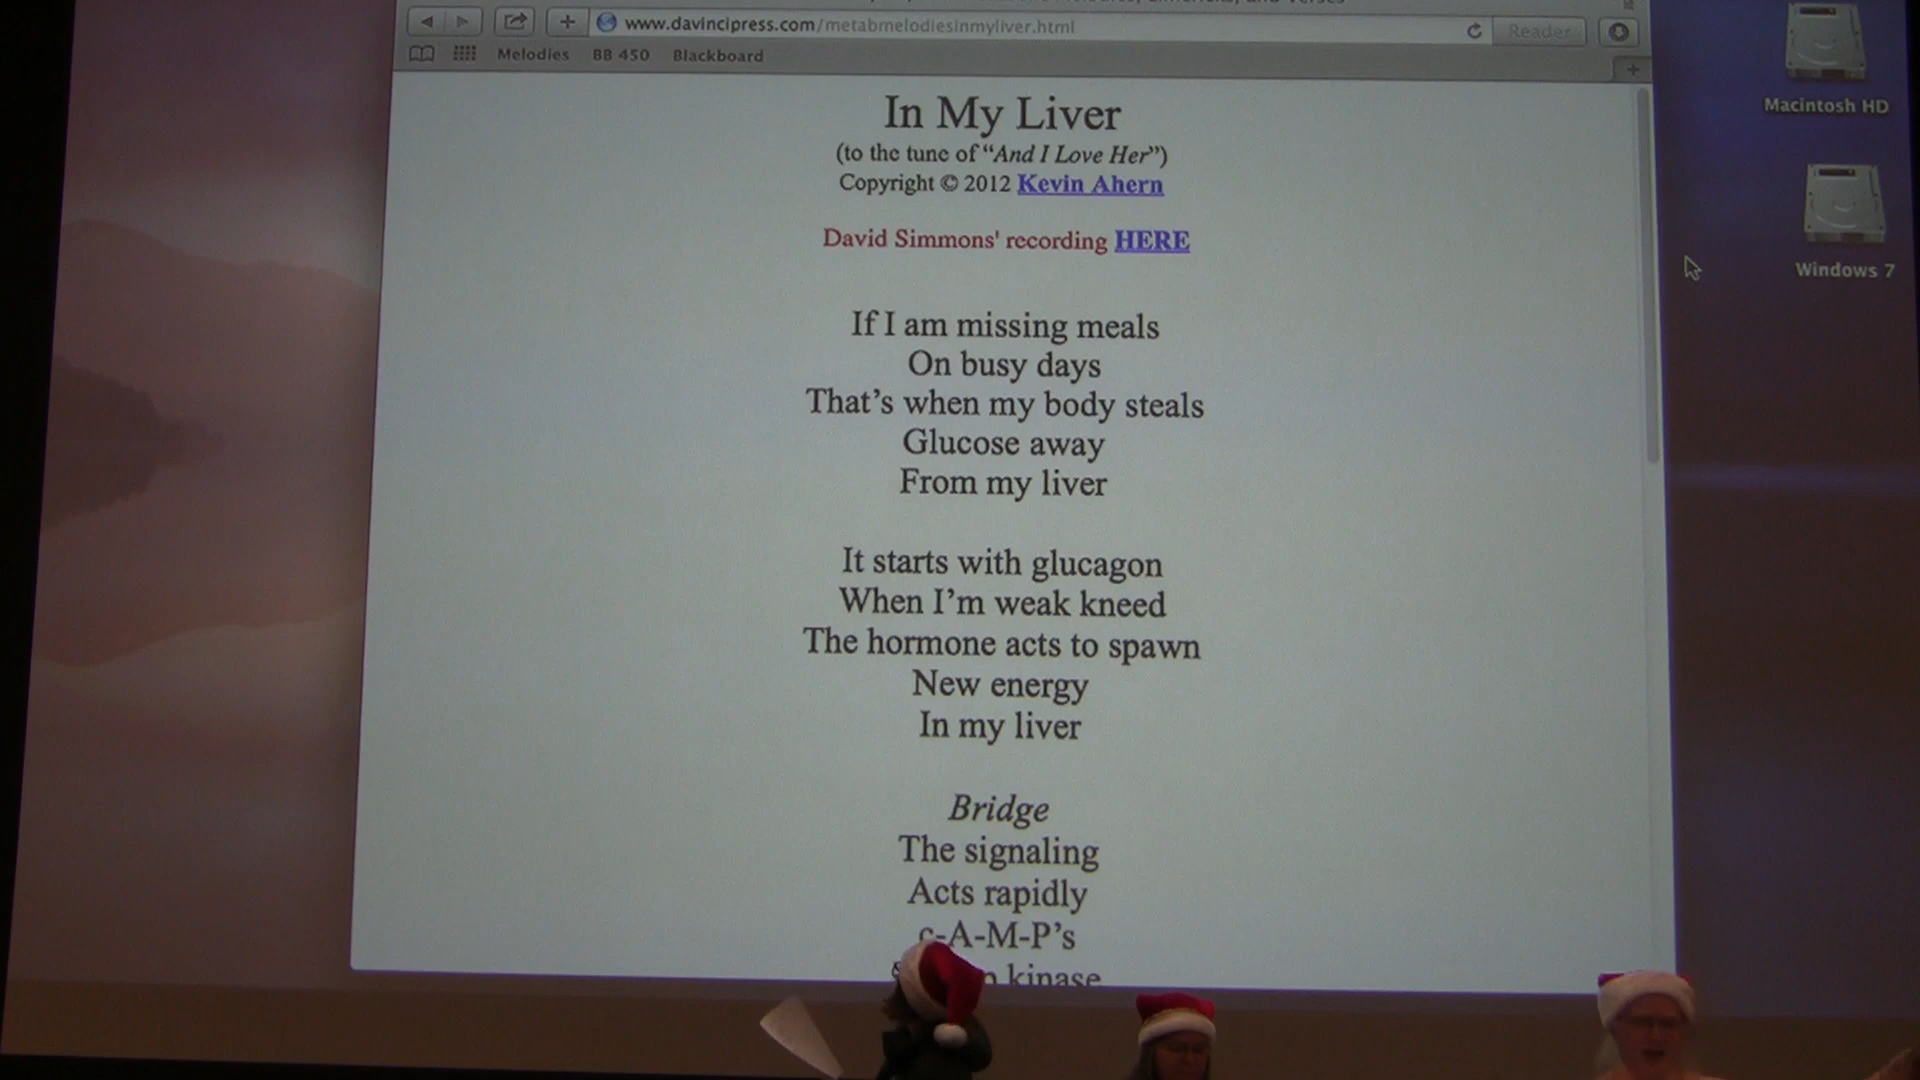 www.davincipress.com/metabmelodiesinmyliver.html
Reader
Melodies BB 450 Blackboard
Macintosh HD
Windows 7
In My Liver
(to the tune of “And I Love Her”)
Copyright © 2012 Kevin Ahern
David Simmons' recording HERE
If I am missing meals
On busy days
That’s when my body steals
Glucose away
From my liver
It starts with glucagon
When I’m weak kneed
The hormone acts to spawn
New energy
In my liver
Bridge
The signaling
Acts rapidly
c-A-M-P’s
kinase